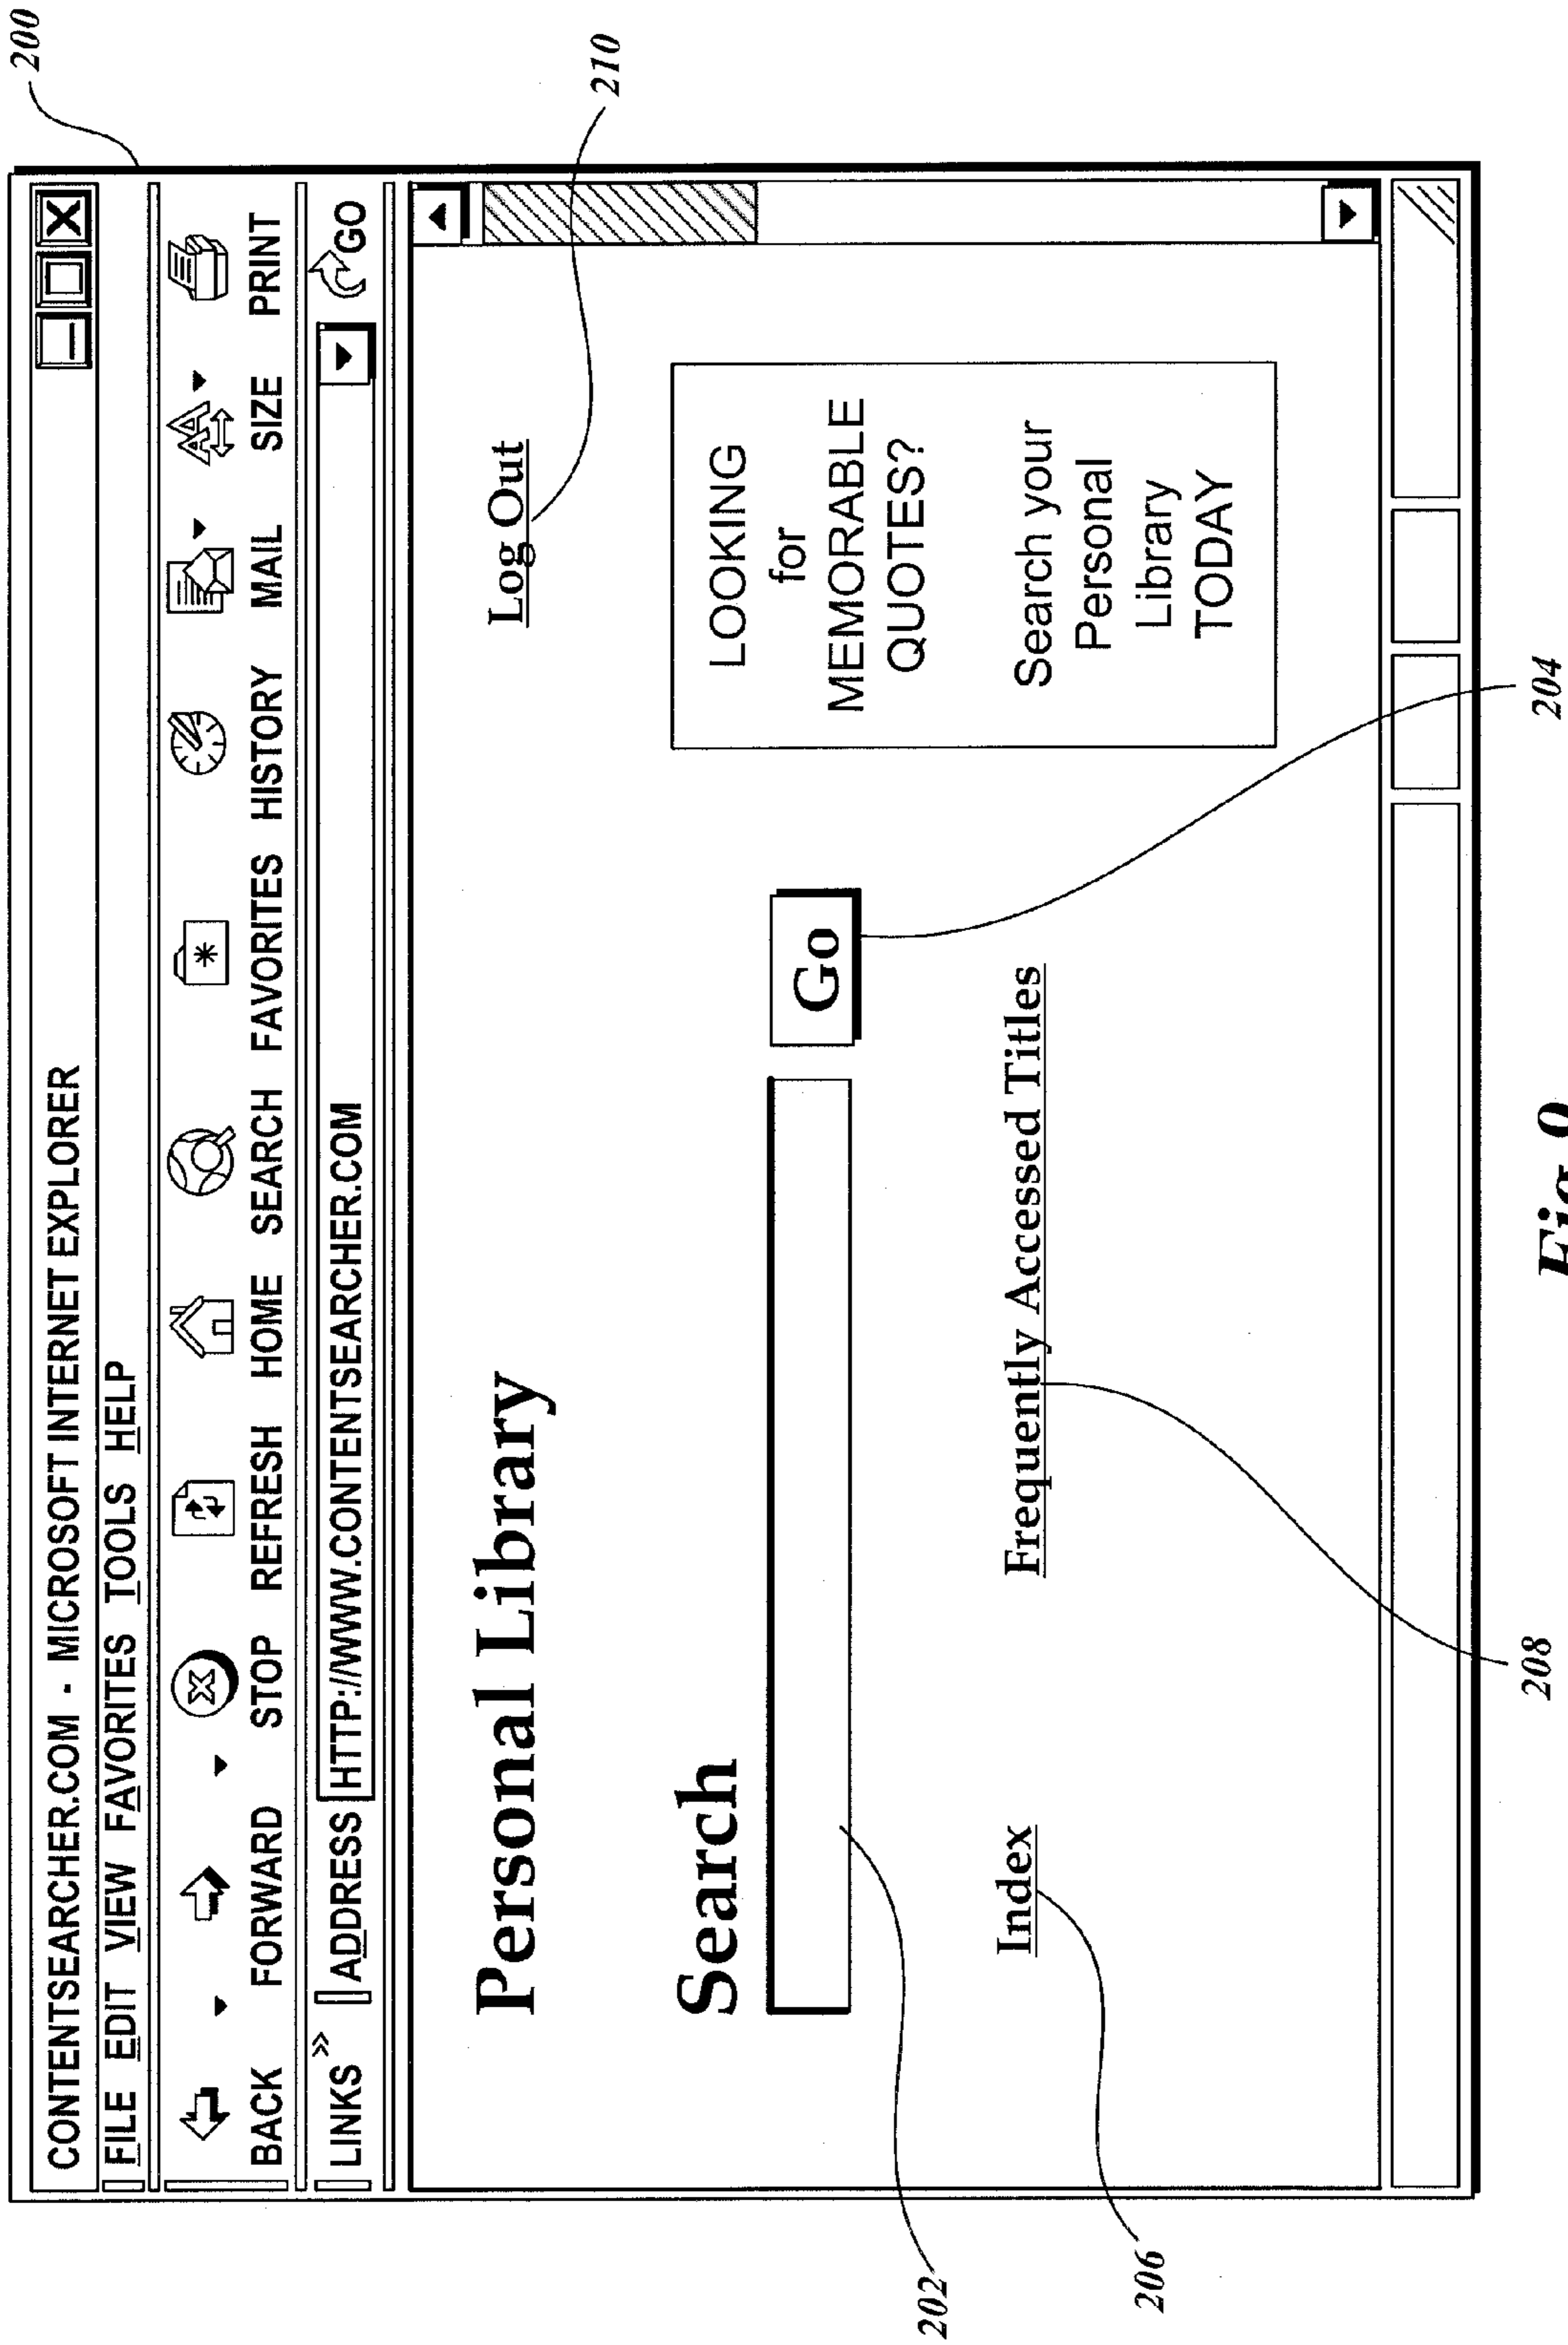 200
CONTENTSEARCHER.COM - MICROSOFT INTERNET EXPLORER
FILE EDIT VIEW FAVORITES TOOLS HELP
BACK FORWARD STOP REFRESH HOME SEARCH FAVORITES HISTORY MAIL SIZE PRINT
LINKS » ADDRESS HTTP://WWW.CONTENTSEARCHER.COM GO
Personal Library
Log Out
210
Search
Go
LOOKING
for
MEMORABLE
QUOTES?
Search your
Personal
Library
TODAY
Index
Frequently Accessed Titles
202
206
208
204
Fig.9